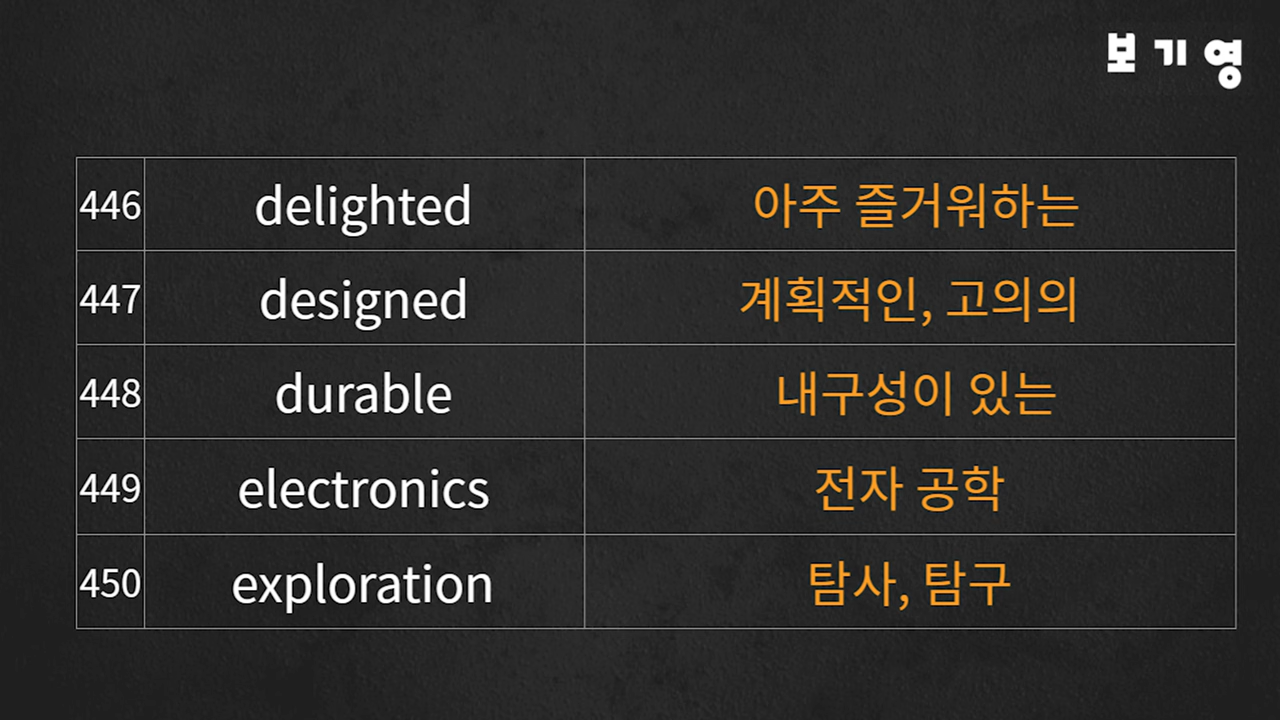 보기영
446 delighted 아주 즐거워하는
447 designed 계획적인, 고의의
448 durable 내구성이 있는
449 electronics 전자 공학
450 exploration 탐사, 탐구